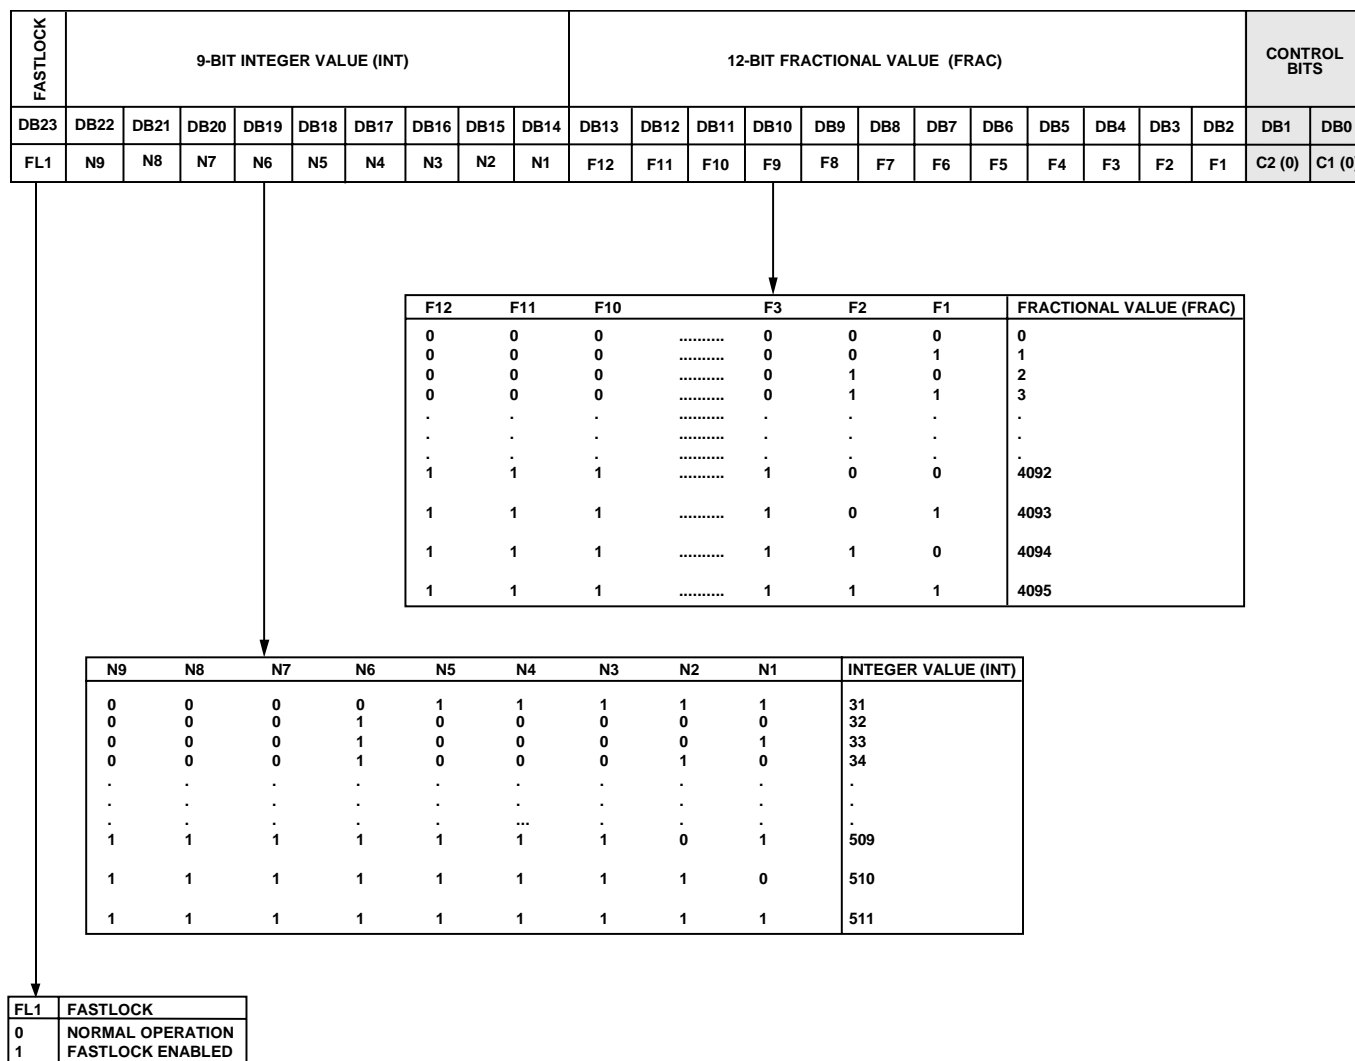 FASTLOCK
9-BIT INTEGER VALUE (INT)
12-BIT FRACTIONAL VALUE (FRAC)
CONTROL
BITS
DB23 DB22 DB21 DB20 DB19 DB18 DB17 DB16 DB15 DB14 DB13 DB12 DB11 DB10 DB9 DB8 DB7 DB6 DB5 DB4 DB3 DB2 DB1 DB0
FL1 N9 N8 N7 N6 N5 N4 N3 N2 N1 F12 F11 F10 F9 F8 F7 F6 F5 F4 F3 F2 F1 C2 (0) C1 (0)
F12 F11 F10 F3 F2 F1 FRACTIONAL VALUE (FRAC)
0 0 0 .......... 0 0 0 0
0 0 0 .......... 0 0 1 1
0 0 0 .......... 0 1 0 2
0 0 0 .......... 0 1 1 3
. . . .......... . . . .
. . . .......... . . . .
. . . .......... . . . .
1 1 1 .......... 1 0 0 4092
1 1 1 .......... 1 0 1 4093
1 1 1 .......... 1 1 0 4094
1 1 1 .......... 1 1 1 4095
N9 N8 N7 N6 N5 N4 N3 N2 N1 INTEGER VALUE (INT)
0 0 0 0 1 1 1 1 1 31
0 0 0 1 0 0 0 0 0 32
0 0 0 1 0 0 0 0 1 33
0 0 0 1 0 0 0 1 0 34
. . . . . . . . . .
. . . . . . . . . .
. . . . . ... . . . .
1 1 1 1 1 1 1 0 1 509
1 1 1 1 1 1 1 1 0 510
1 1 1 1 1 1 1 1 1 511
FL1 FASTLOCK
0 NORMAL OPERATION
1 FASTLOCK ENABLED